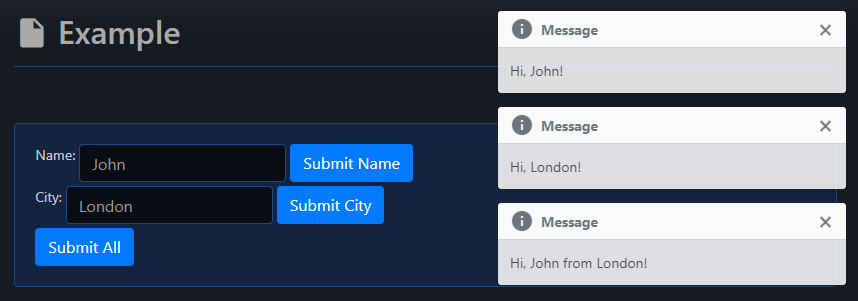 Example
Name: John Submit Name
City: London Submit City
Submit All
Message
Hi, John!
Message
Hi, London!
Message
Hi, John from London!